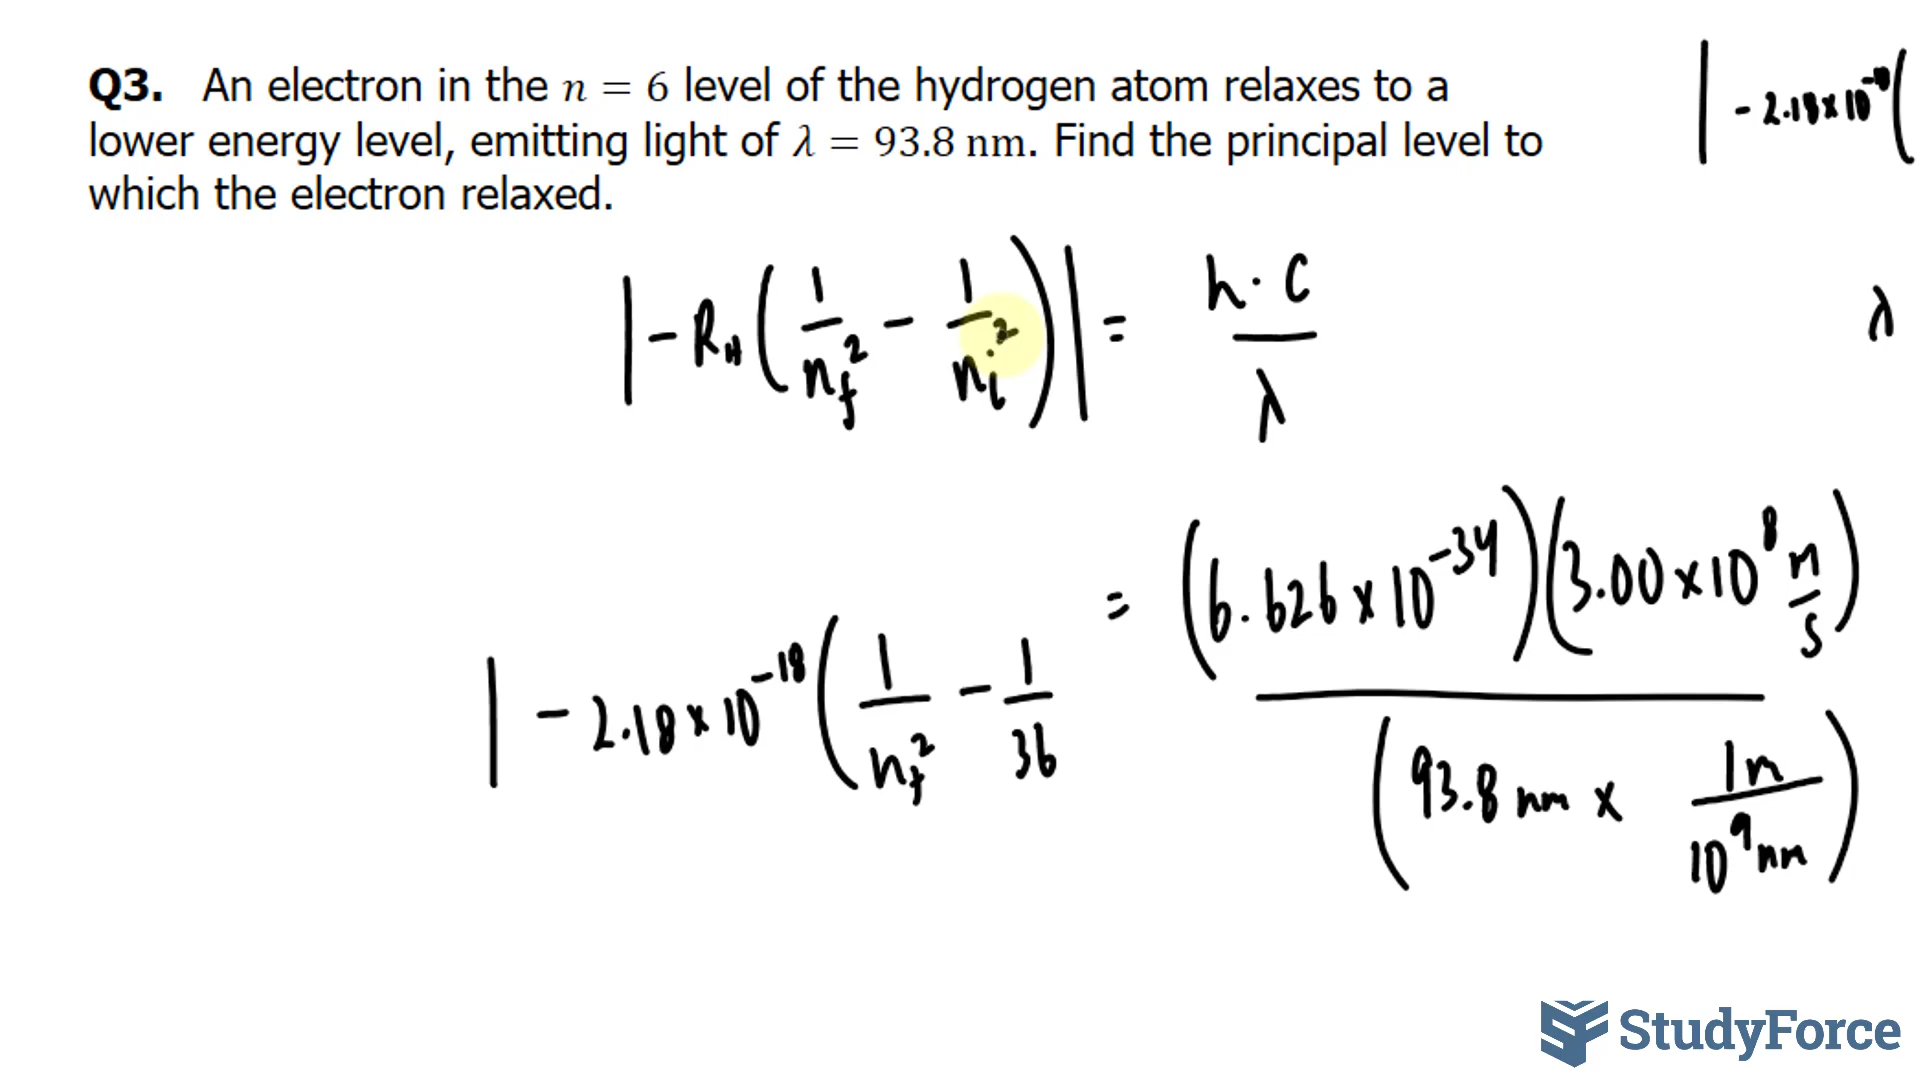 Q3. An electron in the n = 6 level of the hydrogen atom relaxes to a
lower energy level, emitting light of λ = 93.8 nm. Find the principal level to
which the electron relaxed.
| - 2.18 x 10^-18 (
| - R_H ( 1/n_f^2 - 1/n_i^2 ) | = h · c / λ
λ
| - 2.18 x 10^-18 ( 1/n_f^2 - 1/36 = (6.626 x 10^-34)(3.00 x 10^8 m/s) / (93.8 nm x 1m/10^9 nm)
StudyForce